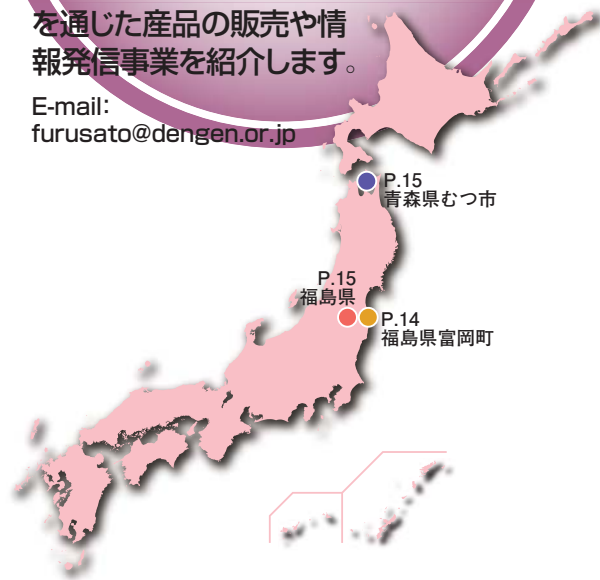 を通じた産品の販売や情
報発信事業を紹介します。
E-mail:
furusato@dengen.or.jp
P.15
青森県むつ市
P.15
福島県
P.14
福島県富岡町